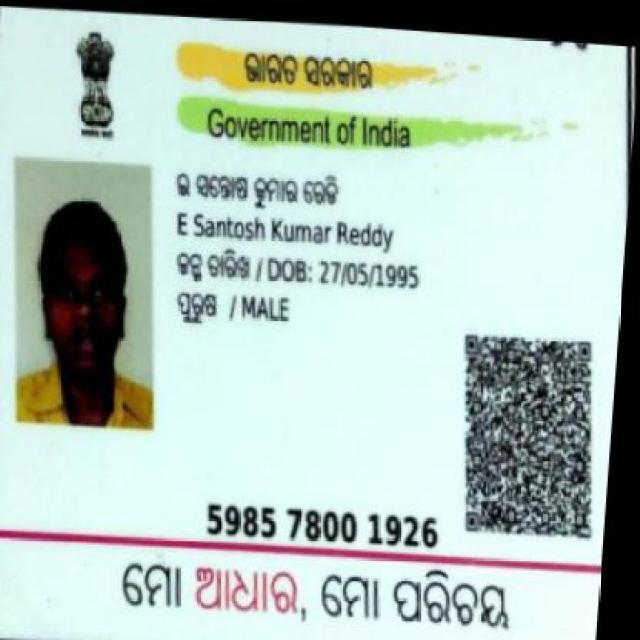 ଭାରତ ସରକାର
Government of India
ଇ ସନ୍ତୋଷ କୁମାର ରେଡ୍ଡି
E Santosh Kumar Reddy
ଜନ୍ମ ତାରିଖ / DOB: 27/05/1995
ପୁରୁଷ / MALE
5985 7800 1926
ମୋ ଆଧାର, ମୋ ପରିଚୟ